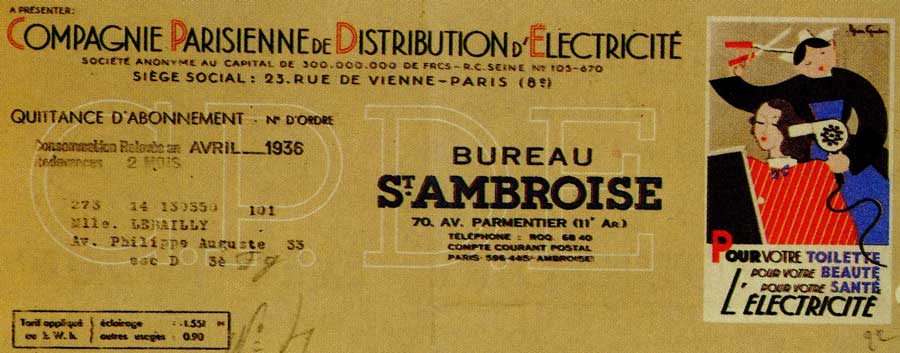 A PRÉSENTER:
COMPAGNIE PARISIENNE DE DISTRIBUTION D'ÉLECTRICITÉ
SOCIÉTÉ ANONYME AU CAPITAL DE 300.000.000 DE FRCS - R.C. SEINE Nº 105-670
SIÈGE SOCIAL: 23. RUE DE VIENNE - PARIS (8e)
QUITTANCE D'ABONNEMENT - Nº D'ORDRE
Consommation Relevée en AVRIL 1936
Redevances 2 MOIS
C.P.D.E
273 14 130550 101
Mlle. LEBAILLY
Av. Philippe Auguste 33
esc D 3è
BUREAU
ST. AMBROISE
70. AV. PARMENTIER (11e AR.)
TÉLÉPHONE: ROQ. 68 40
COMPTE COURANT POSTAL
PARIS 596-445 AMBROISE
Tarif appliqué éclairage : 1.551
au k. W. h. autres usages : 0.90
POUR VOTRE TOILETTE
POUR VOTRE BEAUTÉ
POUR VOTRE SANTÉ
L'ÉLECTRICITÉ